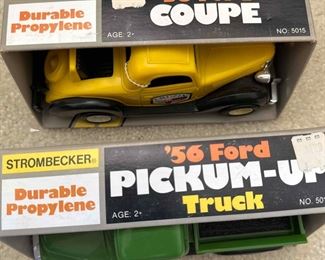 Durable
Propylene
COUPE
AGE: 2+
NO: 5015
STROMBECKER®
Durable
Propylene
'56 Ford
PICKUM-UP
Truck
AGE: 2+